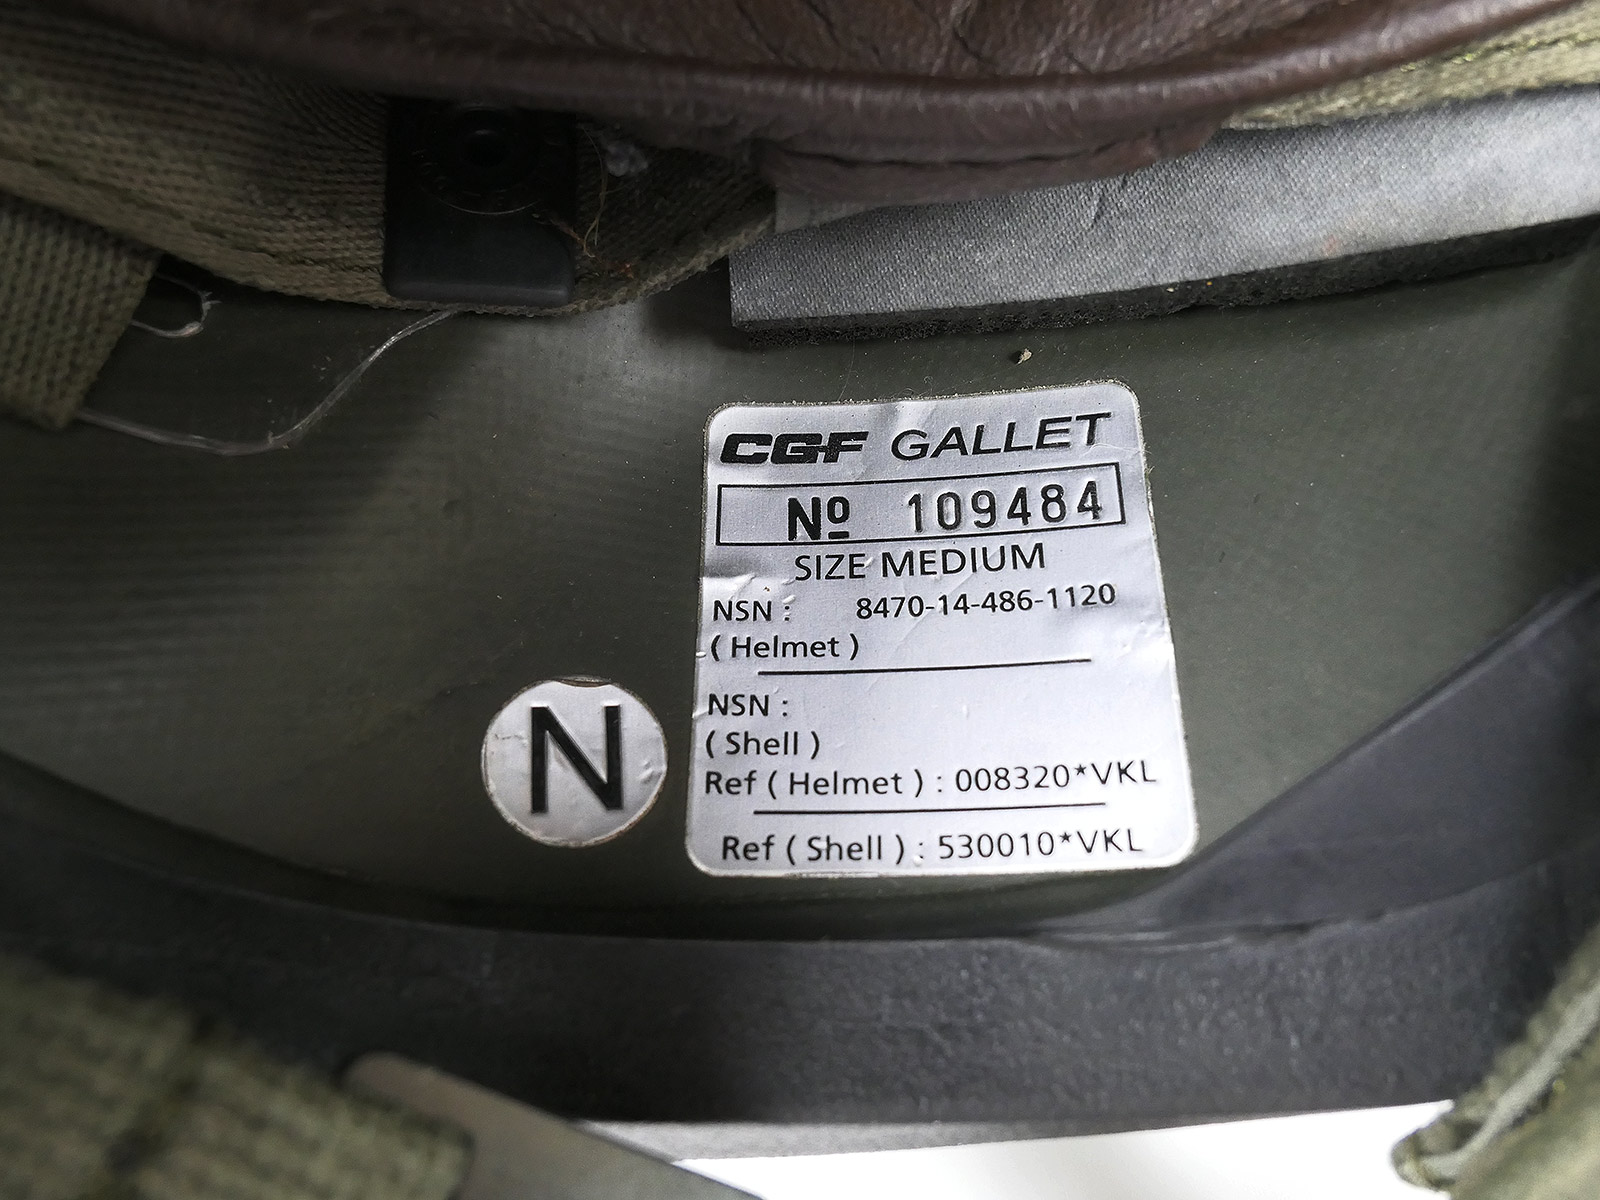 CGF GALLET
Nº 109484
SIZE MEDIUM
NSN : 8470-14-486-1120
( Helmet )
NSN :
( Shell )
Ref ( Helmet ) : 008320*VKL
Ref ( Shell ) : 530010*VKL
N